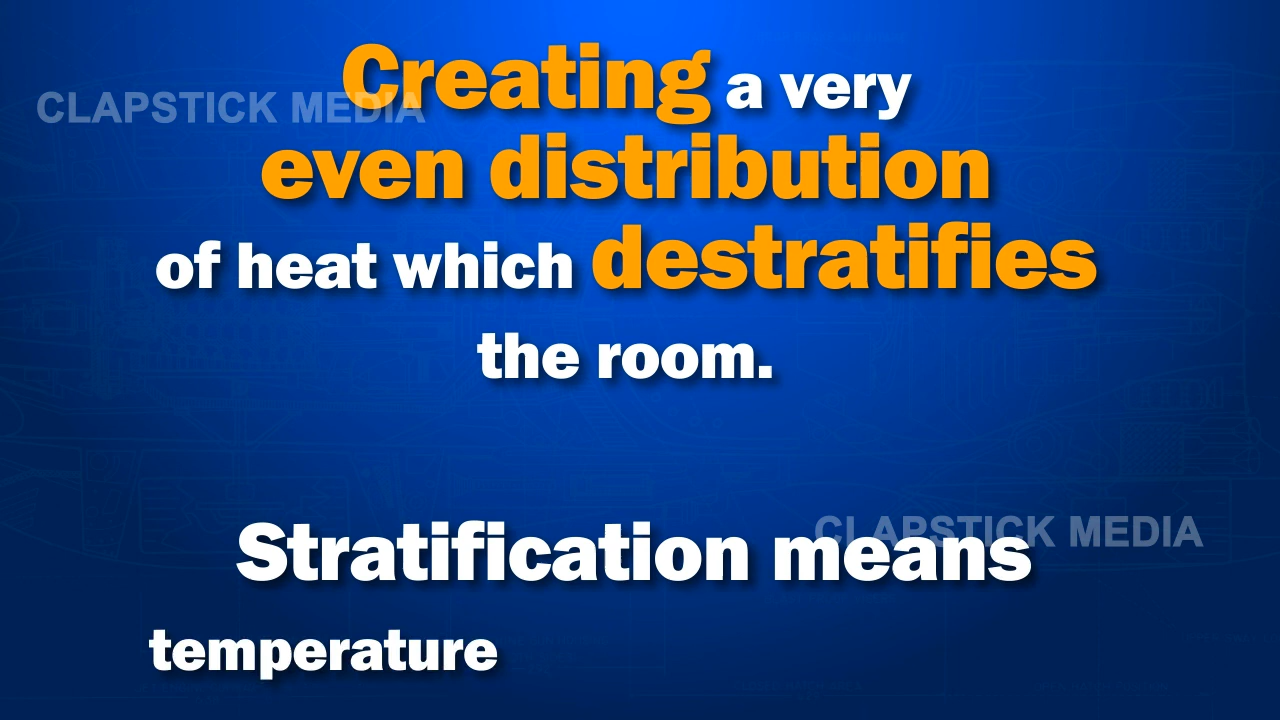 Creating a very
CLAPSTICK MEDIA
even distribution
of heat which destratifies
the room.
Stratification means
CLAPSTICK MEDIA
temperature